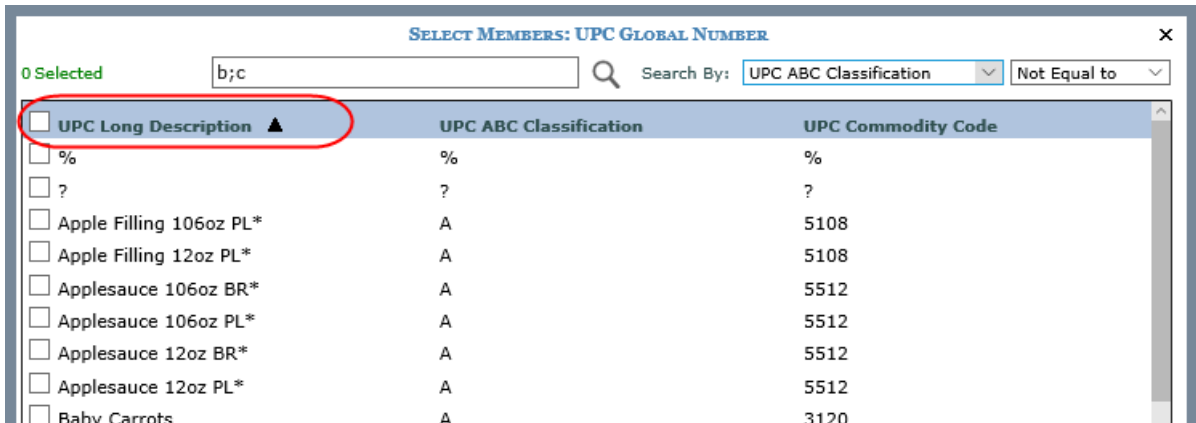 SELECT MEMBERS: UPC GLOBAL NUMBER
0 Selected b;c Search By: UPC ABC Classification Not Equal to
UPC Long Description ▲ UPC ABC Classification UPC Commodity Code
% % %
? ? ?
Apple Filling 106oz PL* A 5108
Apple Filling 12oz PL* A 5108
Applesauce 106oz BR* A 5512
Applesauce 106oz PL* A 5512
Applesauce 12oz BR* A 5512
Applesauce 12oz PL* A 5512
Baby Carrots A 3120